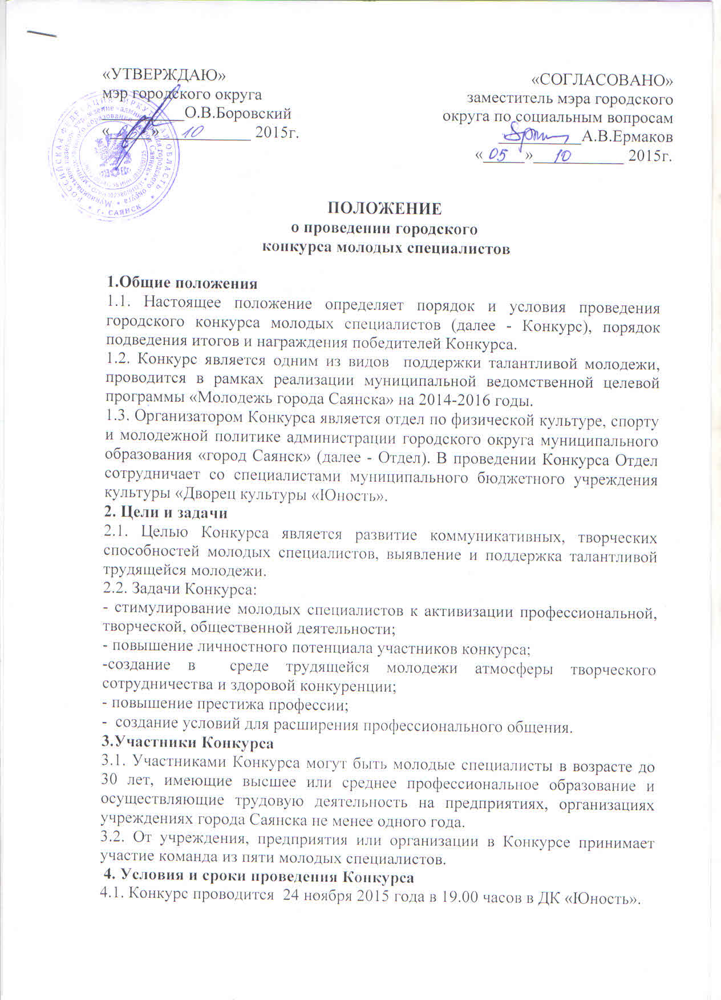 «УТВЕРЖДАЮ»
мэр городского округа
О.В.Боровский
«05» 10 2015г.
«СОГЛАСОВАНО»
заместитель мэра городского
округа по социальным вопросам
А.В.Ермаков
«05» 10 2015г.
РОССИЙСКАЯ ФЕДЕРАЦИЯ ИРКУТСКАЯ ОБЛАСТЬ
* г. САЯНСК *
ПОЛОЖЕНИЕ
о проведении городского
конкурса молодых специалистов
1.Общие положения
1.1. Настоящее положение определяет порядок и условия проведения
городского конкурса молодых специалистов (далее - Конкурс), порядок
подведения итогов и награждения победителей Конкурса.
1.2. Конкурс является одним из видов поддержки талантливой молодежи,
проводится в рамках реализации муниципальной ведомственной целевой
программы «Молодежь города Саянска» на 2014-2016 годы.
1.3. Организатором Конкурса является отдел по физической культуре, спорту
и молодежной политике администрации городского округа муниципального
образования «город Саянск» (далее - Отдел). В проведении Конкурса Отдел
сотрудничает со специалистами муниципального бюджетного учреждения
культуры «Дворец культуры «Юность».
2. Цели и задачи
2.1. Целью Конкурса является развитие коммуникативных, творческих
способностей молодых специалистов, выявление и поддержка талантливой
трудящейся молодежи.
2.2. Задачи Конкурса:
- стимулирование молодых специалистов к активизации профессиональной,
творческой, общественной деятельности;
- повышение личностного потенциала участников конкурса;
-создание в среде трудящейся молодежи атмосферы творческого
сотрудничества и здоровой конкуренции;
- повышение престижа профессии;
- создание условий для расширения профессионального общения.
3.Участники Конкурса
3.1. Участниками Конкурса могут быть молодые специалисты в возрасте до
30 лет, имеющие высшее или среднее профессиональное образование и
осуществляющие трудовую деятельность на предприятиях, организациях
учреждениях города Саянска не менее одного года.
3.2. От учреждения, предприятия или организации в Конкурсе принимает
участие команда из пяти молодых специалистов.
4. Условия и сроки проведения Конкурса
4.1. Конкурс проводится 24 ноября 2015 года в 19.00 часов в ДК «Юность».